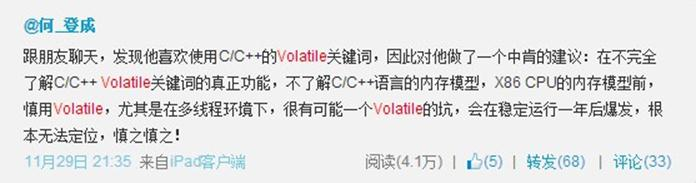 @何_登成
跟朋友聊天，发现他喜欢使用C/C++的Volatile关键词，因此对他做了一个中肯的建议：在不完全
了解C/C++ Volatile关键词的真正功能，不了解C/C++语言的内存模型，X86 CPU的内存模型前，
慎用Volatile，尤其是在多线程环境下，很有可能一个Volatile的坑，会在稳定运行一年后爆发，根
本无法定位，慎之慎之！
11月29日 21:35 来自iPad客户端 阅读(4.1万) | (5) | 转发(68) | 评论(33)